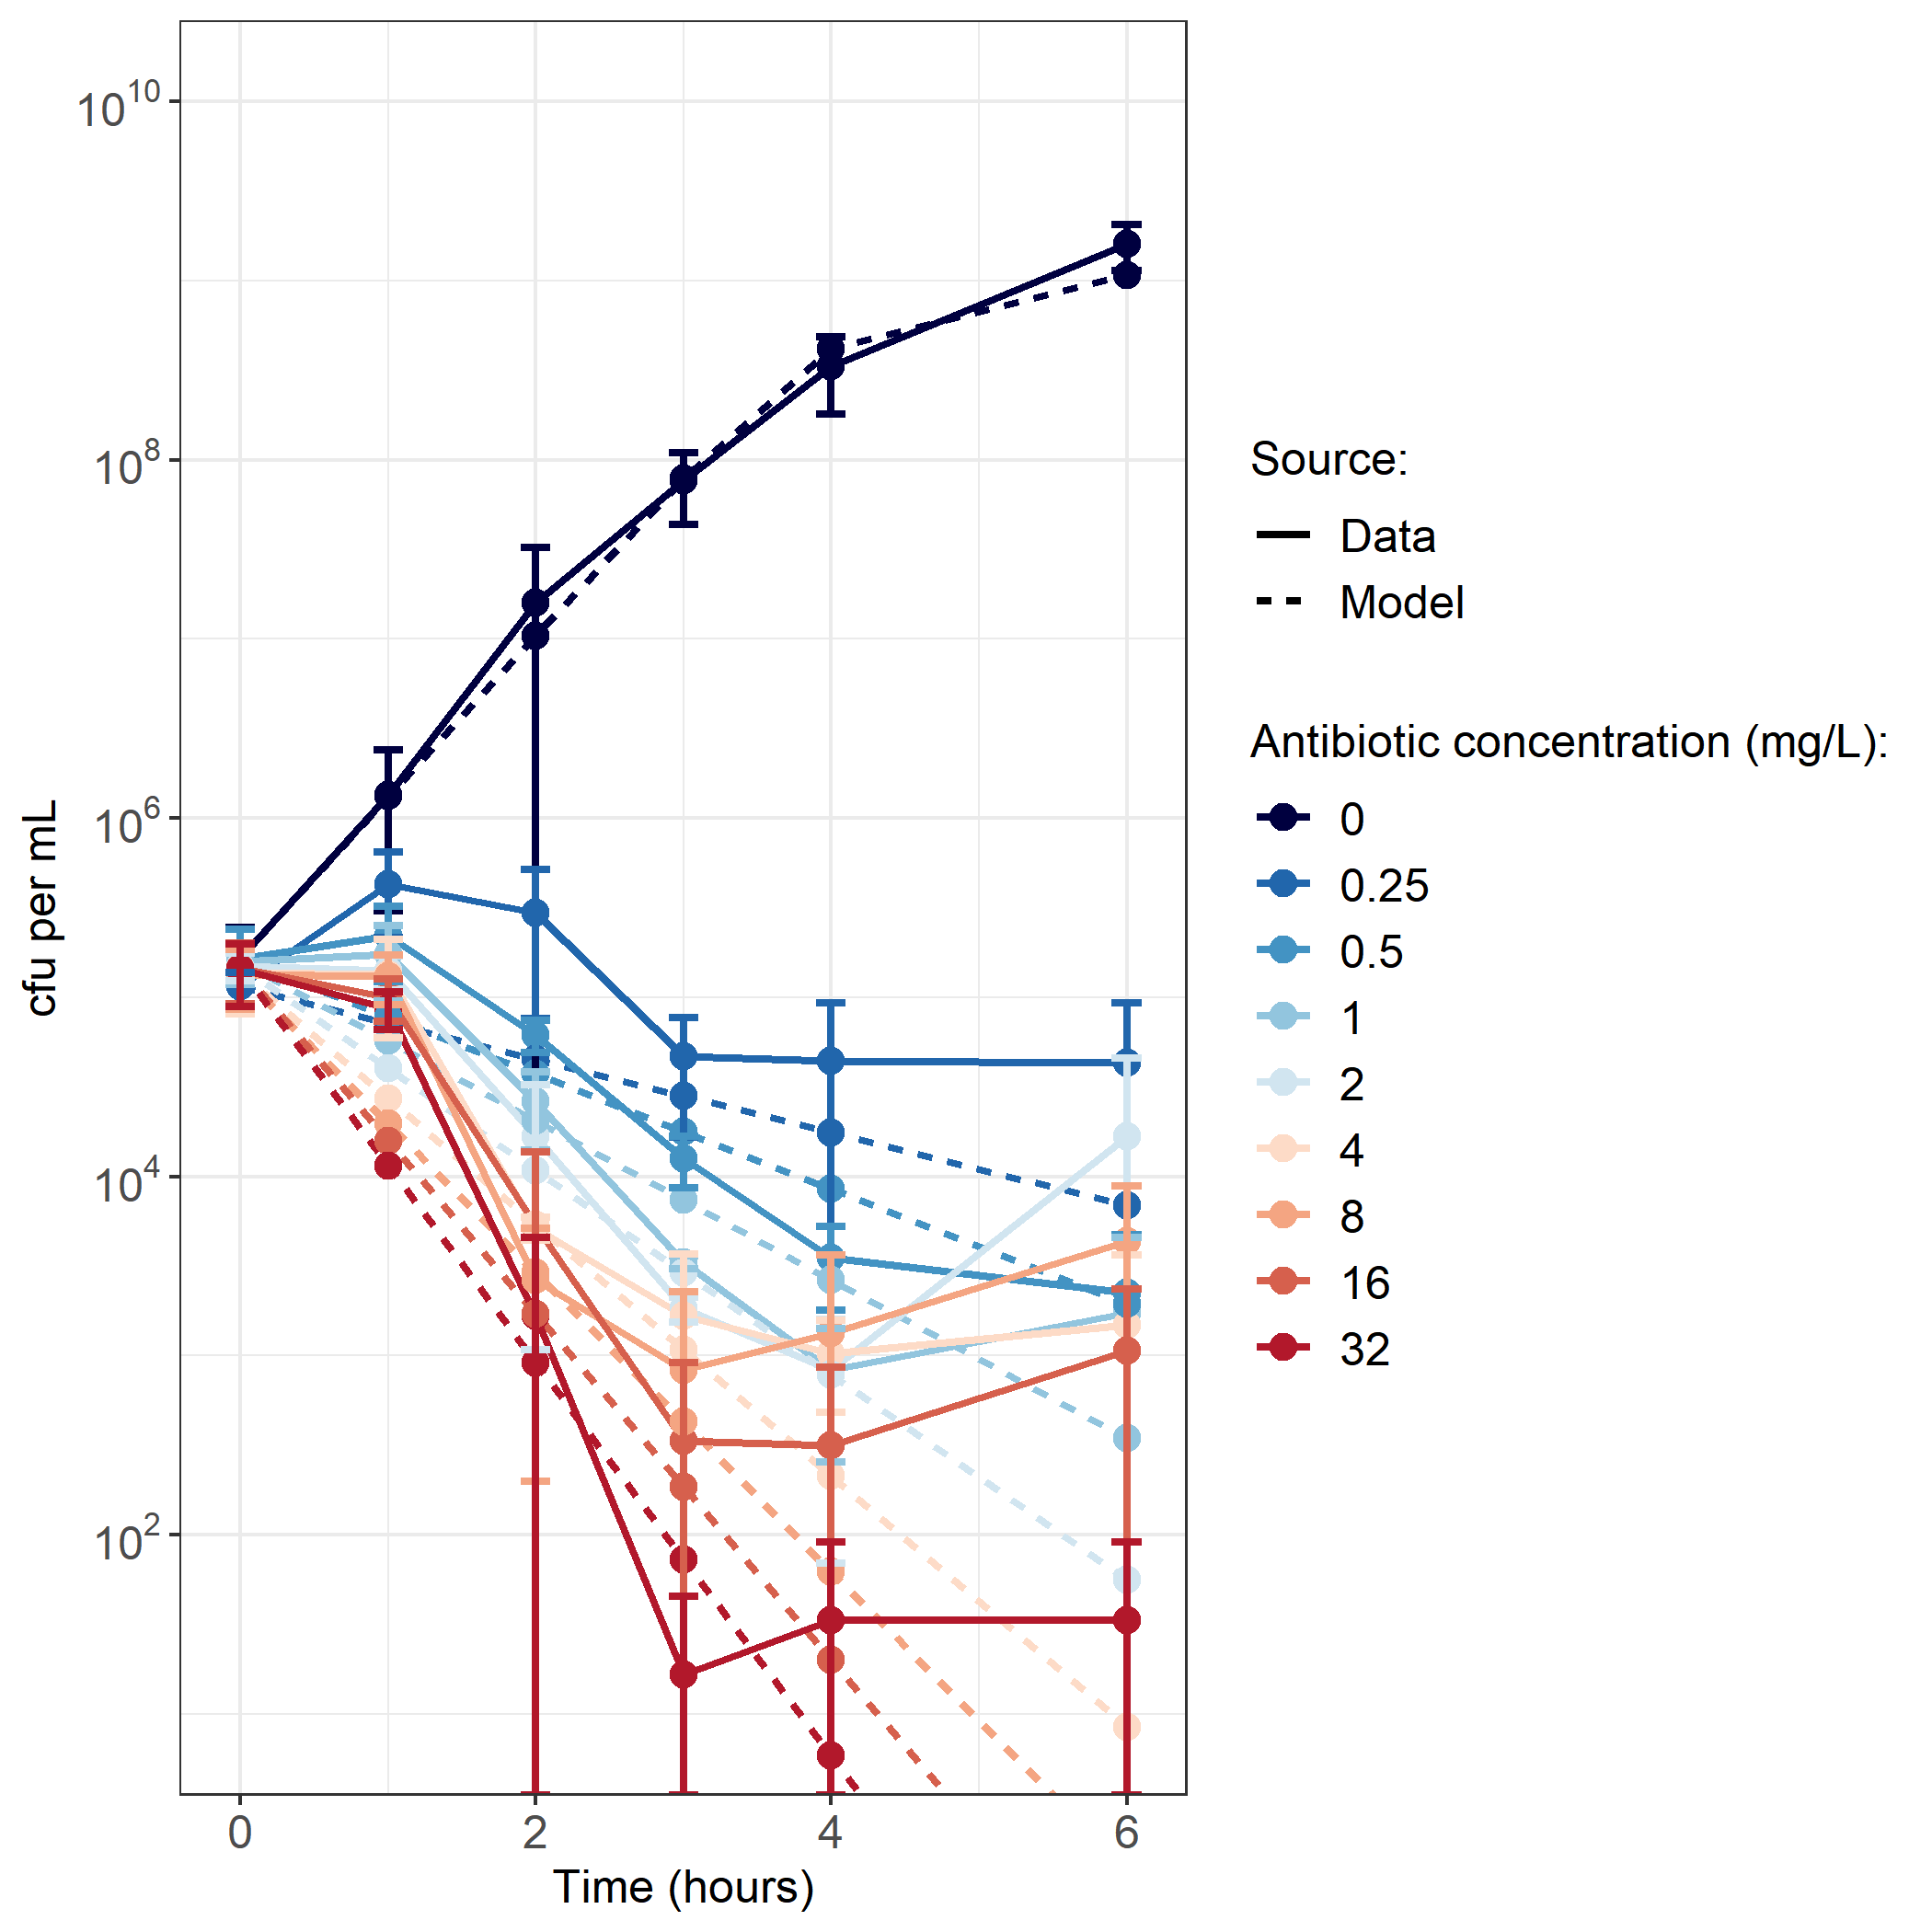 10^10
10^8
10^6
10^4
10^2
cfu per mL
0 2 4 6
Time (hours)
Source:
Data
Model
Antibiotic concentration (mg/L):
0
0.25
0.5
1
2
4
8
16
32